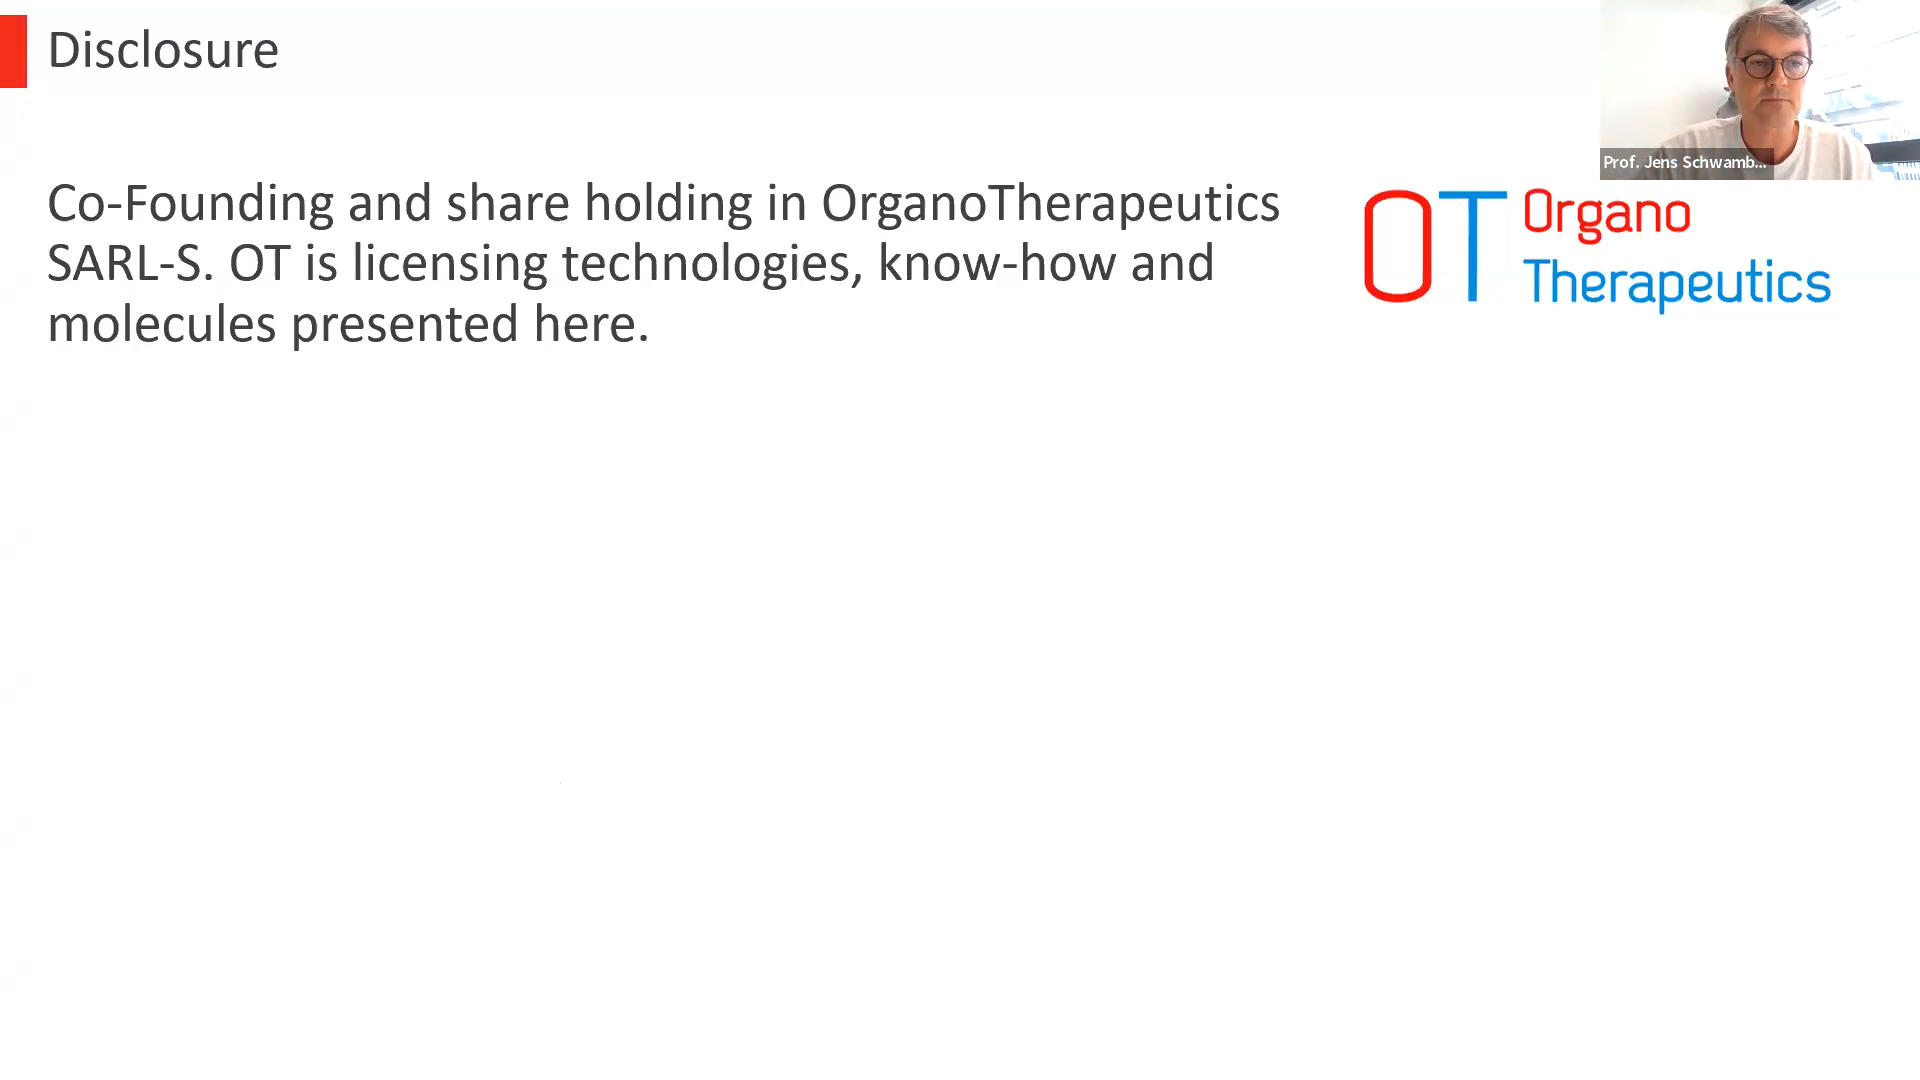 Disclosure
Prof. Jens Schwamb...
Co-Founding and share holding in OrganoTherapeutics
SARL-S. OT is licensing technologies, know-how and
molecules presented here.
OT Organo
Therapeutics